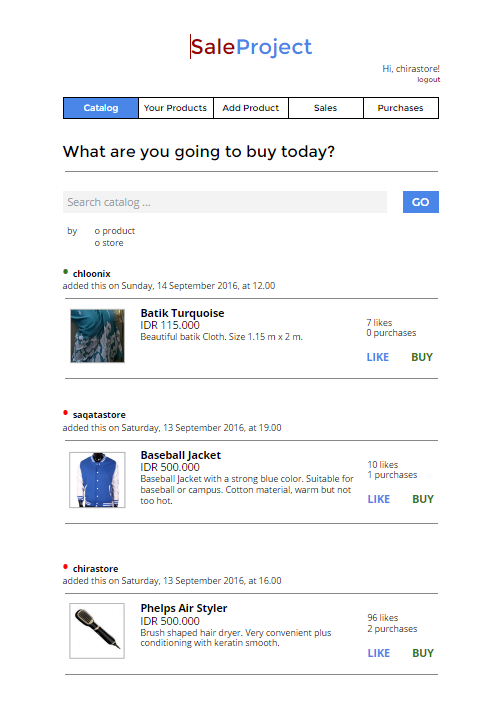 SaleProject
Hi, chirastore!
logout
Catalog Your Products Add Product Sales Purchases
What are you going to buy today?
Search catalog ... GO
by o product
o store
chloonix
added this on Sunday, 14 September 2016, at 12.00
Batik Turquoise
IDR 115.000
Beautiful batik Cloth. Size 1.15 m x 2 m.
7 likes
0 purchases
LIKE BUY
saqatastore
added this on Saturday, 13 September 2016, at 19.00
Baseball Jacket
IDR 500.000
Baseball Jacket with a strong blue color. Suitable for
baseball or campus. Cotton material, warm but not
too hot.
10 likes
1 purchases
LIKE BUY
chirastore
added this on Saturday, 13 September 2016, at 16.00
Phelps Air Styler
IDR 500.000
Brush shaped hair dryer. Very convenient plus
conditioning with keratin smooth.
96 likes
2 purchases
LIKE BUY